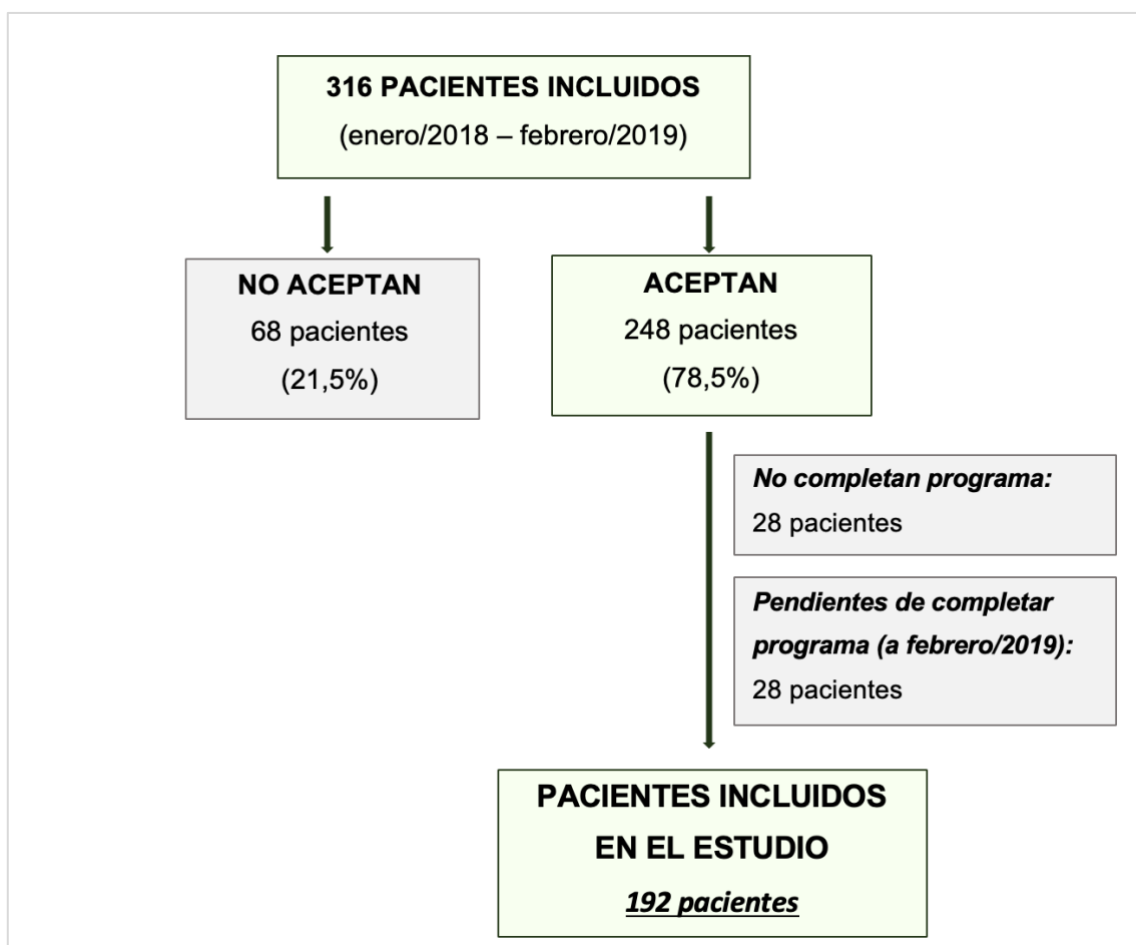 316 PACIENTES INCLUIDOS
(enero/2018 – febrero/2019)
NO ACEPTAN
68 pacientes
(21,5%)
ACEPTAN
248 pacientes
(78,5%)
No completan programa:
28 pacientes
Pendientes de completar
programa (a febrero/2019):
28 pacientes
PACIENTES INCLUIDOS
EN EL ESTUDIO
192 pacientes